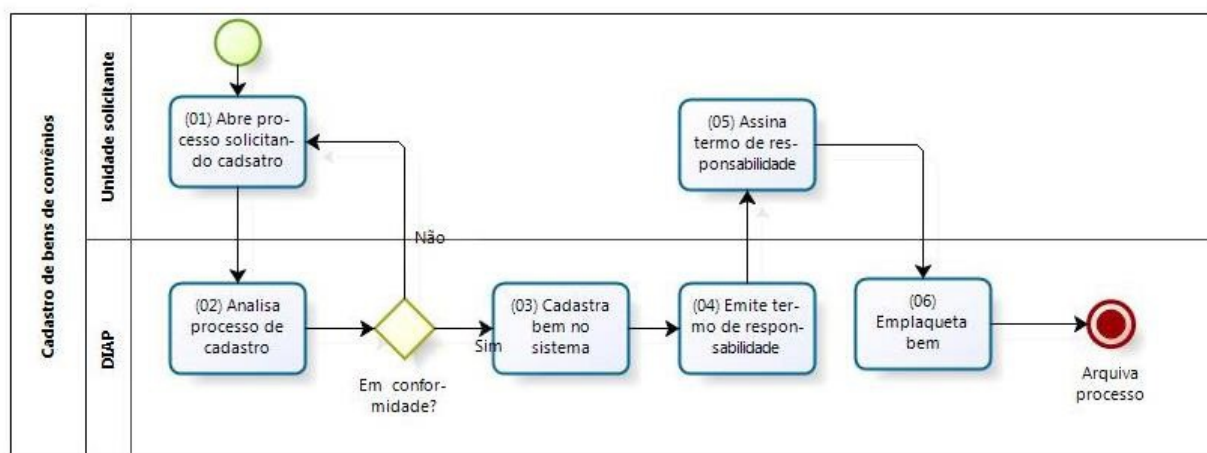 Cadastro de bens de convênios
Unidade solicitante
(01) Abre pro-
cesso solicitan-
do cadsatro
(05) Assina
termo de res-
ponsabilidade
Não
DIAP
(02) Analisa
processo de
cadastro
Em confor-
midade?
Sim
(03) Cadastra
bem no
sistema
(04) Emite ter-
mo de respon-
sabilidade
(06)
Emplaqueta
bem
Arquiva
processo